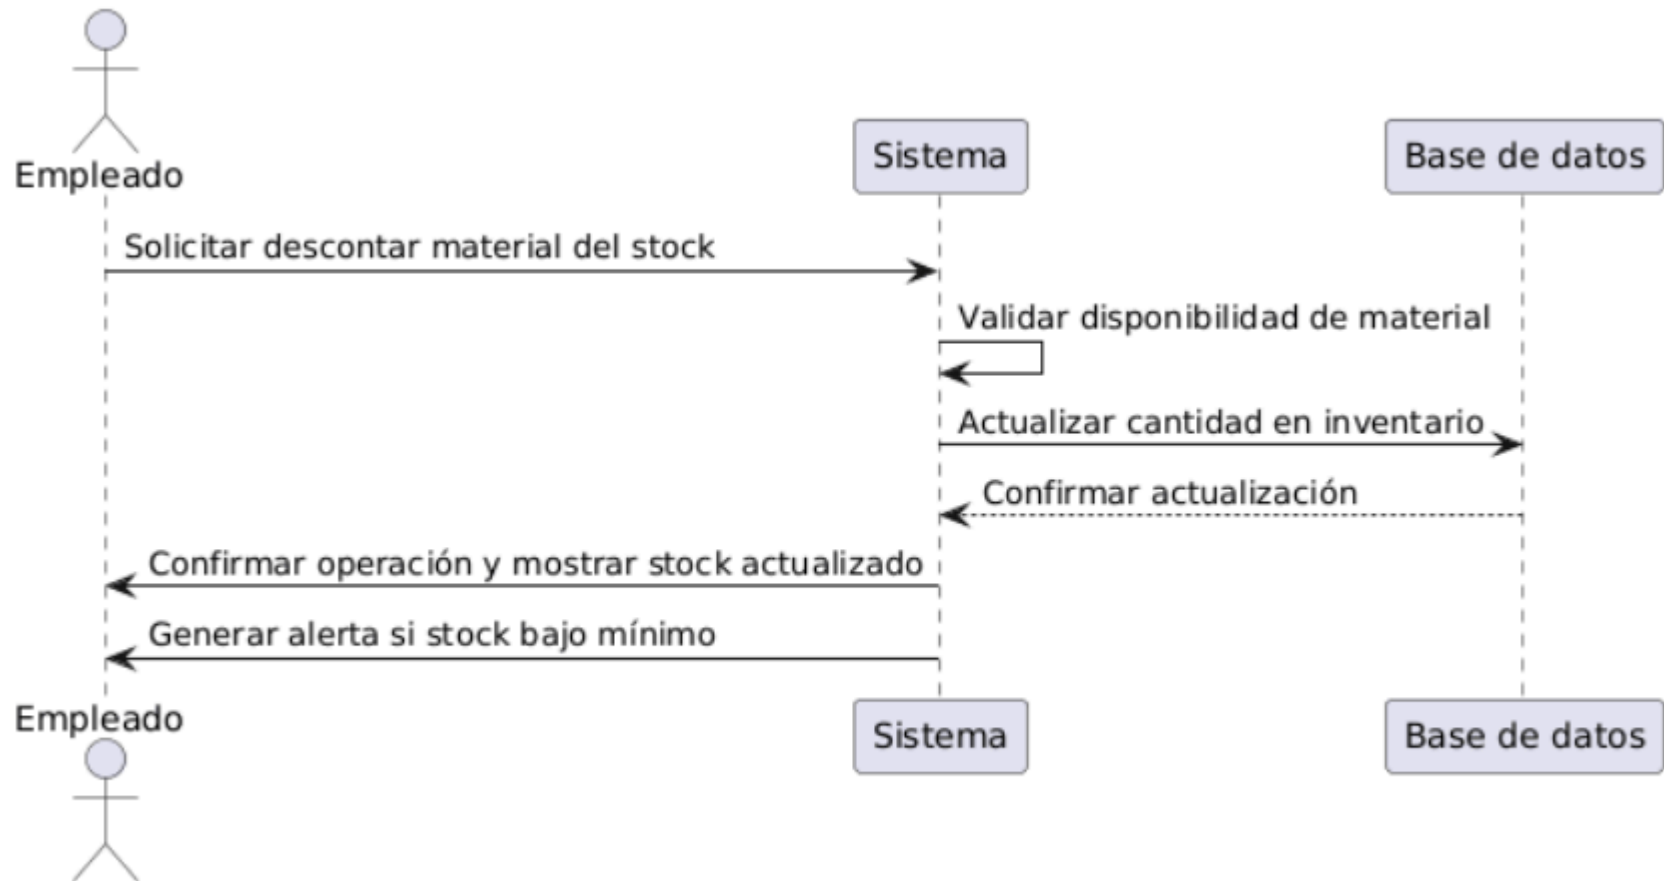 Empleado
Sistema
Base de datos
Solicitar descontar material del stock
Validar disponibilidad de material
Actualizar cantidad en inventario
Confirmar actualización
Confirmar operación y mostrar stock actualizado
Generar alerta si stock bajo mínimo
Empleado
Sistema
Base de datos